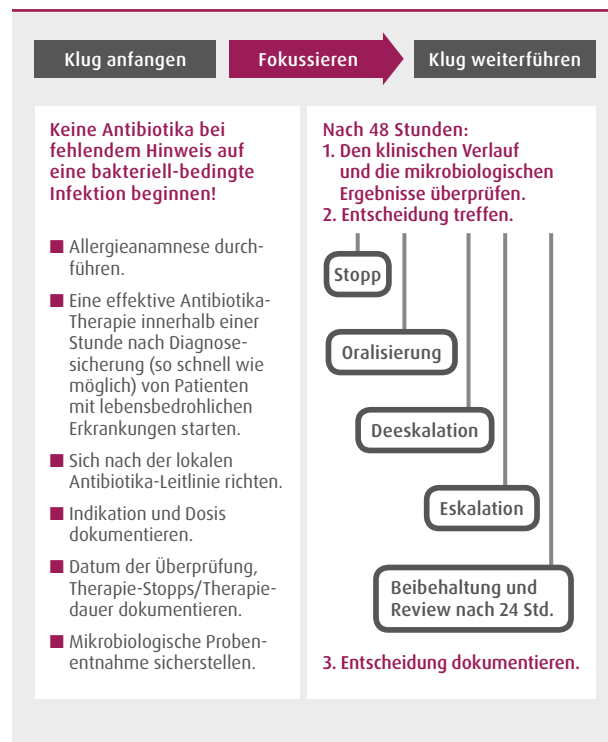 Klug anfangen
Fokussieren
Klug weiterführen
Keine Antibiotika bei
fehlendem Hinweis auf
eine bakteriell-bedingte
Infektion beginnen!
■ Allergieanamnese durch-
führen.
■ Eine effektive Antibiotika-
Therapie innerhalb einer
Stunde nach Diagnose-
sicherung (so schnell wie
möglich) von Patienten
mit lebensbedrohlichen
Erkrankungen starten.
■ Sich nach der lokalen
Antibiotika-Leitlinie richten.
■ Indikation und Dosis
dokumentieren.
■ Datum der Überprüfung,
Therapie-Stopps/Therapie-
dauer dokumentieren.
■ Mikrobiologische Proben-
entnahme sicherstellen.
Nach 48 Stunden:
1. Den klinischen Verlauf
und die mikrobiologischen
Ergebnisse überprüfen.
2. Entscheidung treffen.
Stopp
Oralisierung
Deeskalation
Eskalation
Beibehaltung und
Review nach 24 Std.
3. Entscheidung dokumentieren.